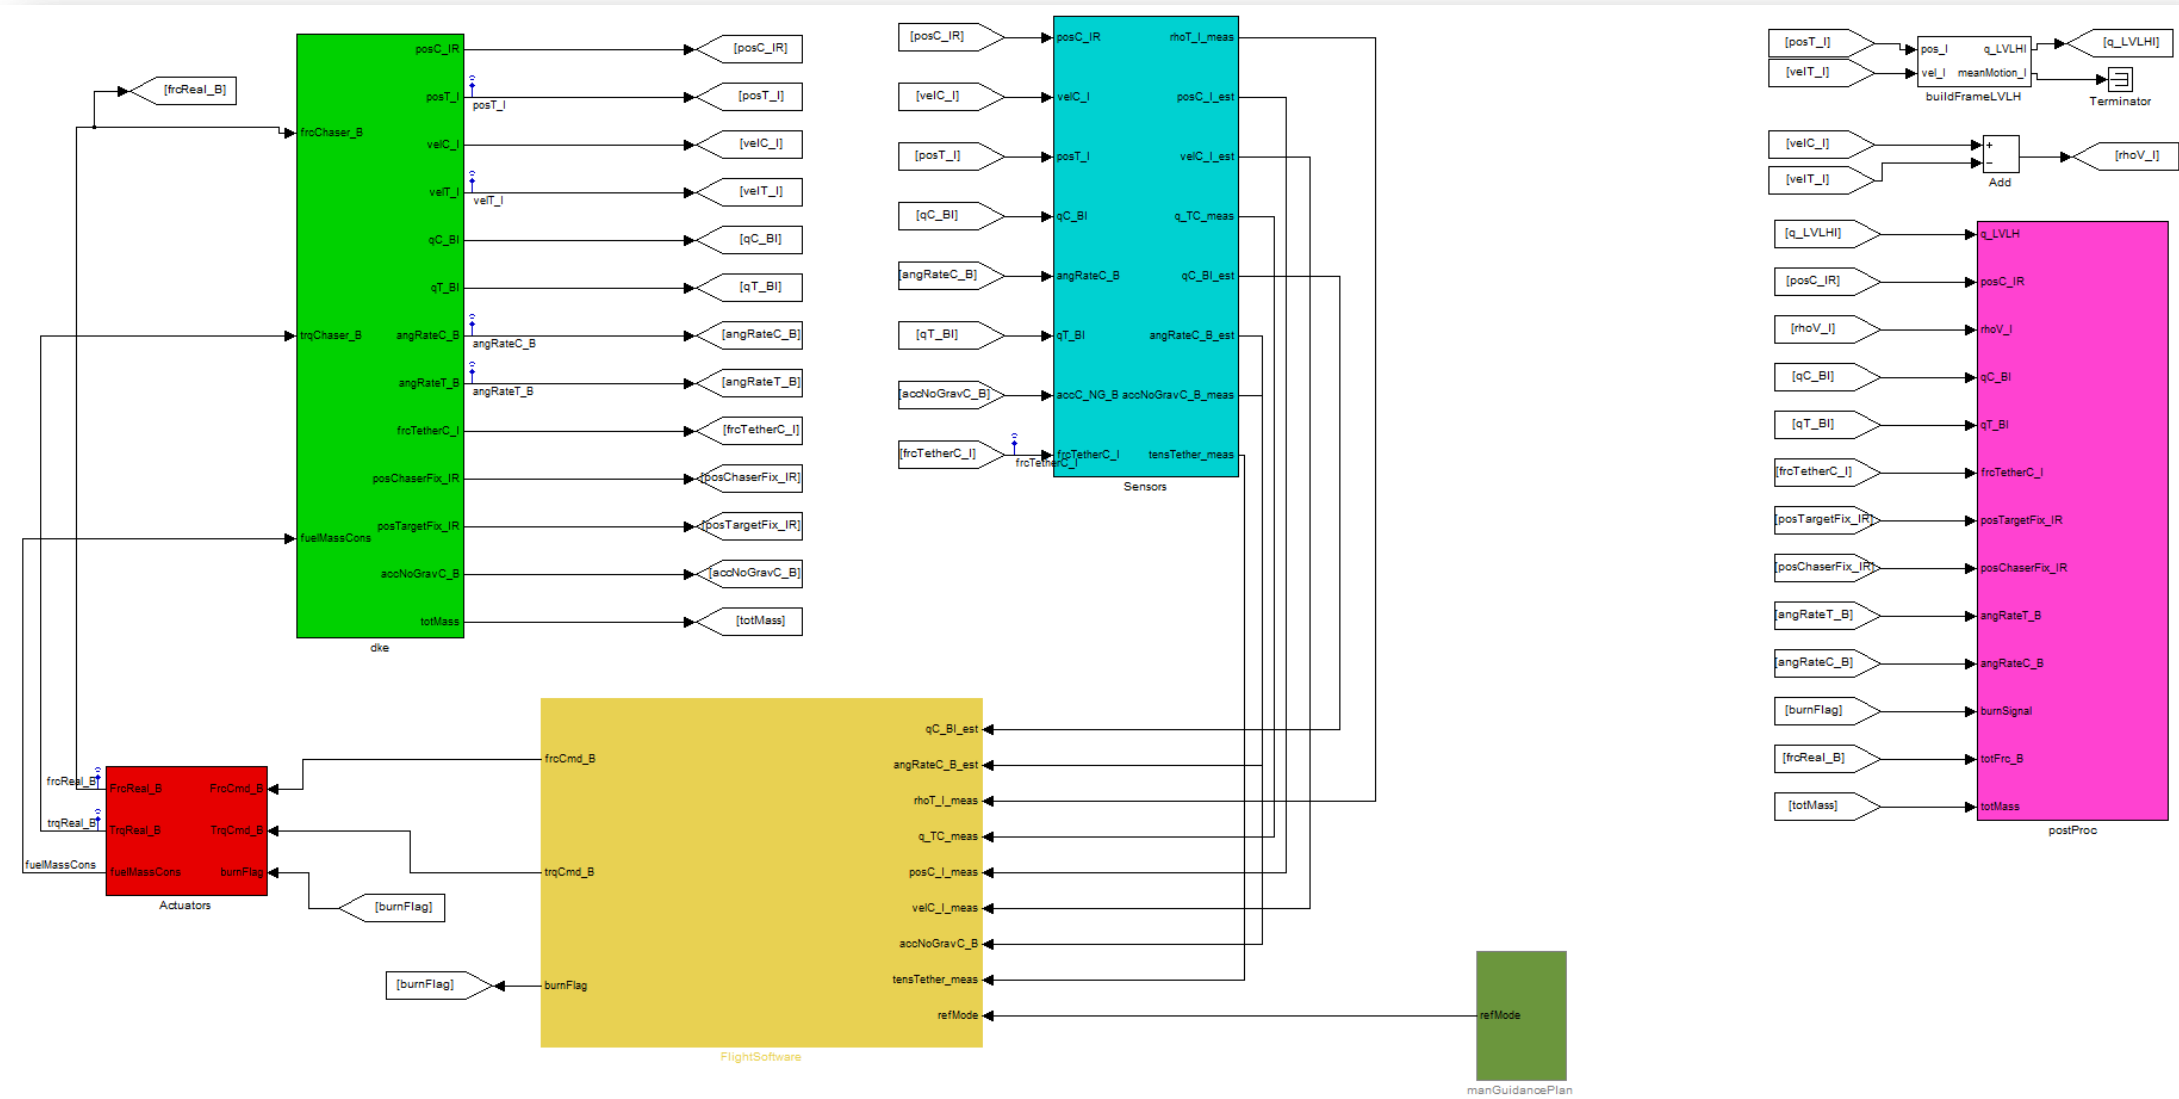 [frcReal_B]
frcChaser_B
trqChaser_B
fuelMassCons
posC_IR
posT_I
velC_I
velT_I
qC_BI
qT_BI
angRateC_B
angRateT_B
frcTetherC_I
posChaserFix_IR
posTargetFix_IR
accNoGravC_B
totMass
dke
posT_I
velT_I
angRateC_B
angRateT_B
[posC_IR]
[posT_I]
[velC_I]
[velT_I]
[qC_BI]
[qT_BI]
[angRateC_B]
[angRateT_B]
[frcTetherC_I]
[posChaserFix_IR]
[posTargetFix_IR]
[accNoGravC_B]
[totMass]
[posC_IR]
[velC_I]
[posT_I]
[qC_BI]
[angRateC_B]
[qT_BI]
[accNoGravC_B]
[frcTetherC_I]
frcTetherC_I
posC_IR
velC_I
posT_I
qC_BI
angRateC_B
qT_BI
accC_NG_B
frcTetherC_I
rhoT_I_meas
posC_I_est
velC_I_est
q_TC_meas
qC_BI_est
angRateC_B_est
accNoGravC_B_meas
tensTether_meas
Sensors
[posT_I]
[velT_I]
pos_I
vel_I
q_LVLHI
meanMotion_I
buildFrameLVLH
[q_LVLHI]
Terminator
[velC_I]
[velT_I]
+
−
Add
[rhoV_I]
[q_LVLHI]
[posC_IR]
[rhoV_I]
[qC_BI]
[qT_BI]
[frcTetherC_I]
[posTargetFix_IR]
[posChaserFix_IR]
[angRateT_B]
[angRateC_B]
[burnFlag]
[frcReal_B]
[totMass]
q_LVLH
posC_IR
rhoV_I
qC_BI
qT_BI
frcTetherC_I
posTargetFix_IR
posChaserFix_IR
angRateT_B
angRateC_B
burnSignal
totFrc_B
totMass
postProc
frcReal_B
trqReal_B
fuelMassCons
FrcReal_B
TrqReal_B
fuelMassCons
FrcCmd_B
TrqCmd_B
burnFlag
Actuators
[burnFlag]
[burnFlag]
frcCmd_B
trqCmd_B
burnFlag
qC_BI_est
angRateC_B_est
rhoT_I_meas
q_TC_meas
posC_I_meas
velC_I_meas
accNoGravC_B
tensTether_meas
refMode
FlightSoftware
refMode
manGuidancePlan